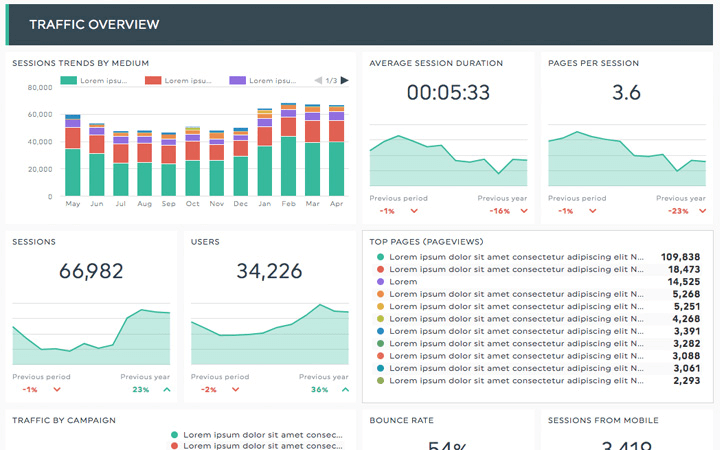 TRAFFIC OVERVIEW
SESSIONS TRENDS BY MEDIUM
Lorem ipsu... Lorem ipsu... Lorem ipsu... 1/3
80,000
60,000
40,000
20,000
0
May Jun Jul Aug Sep Oct Nov Dec Jan Feb Mar Apr
AVERAGE SESSION DURATION
00:05:33
Previous period Previous year
-1% -16%
PAGES PER SESSION
3.6
Previous period Previous year
-1% -23%
SESSIONS
66,982
Previous period Previous year
-1% 23%
USERS
34,226
Previous period Previous year
-2% 36%
TOP PAGES (PAGEVIEWS)
Lorem ipsum dolor sit amet consectetur adipiscing elit N... 109,838
Lorem ipsum dolor sit amet consectetur adipiscing elit N... 18,473
Lorem 14,525
Lorem ipsum dolor sit amet consectetur adipiscing elit N... 5,268
Lorem ipsum dolor sit amet consectetur adipiscing elit N... 5,251
Lorem ipsum dolor sit amet consectetur adipiscing elit N... 4,268
Lorem ipsum dolor sit amet consectetur adipiscing elit N... 3,391
Lorem ipsum dolor sit amet consectetur adipiscing elit N... 3,282
Lorem ipsum dolor sit amet consectetur adipiscing elit N... 3,088
Lorem ipsum dolor sit amet consectetur adipiscing elit N... 3,061
Lorem ipsum dolor sit amet consectetur adipiscing elit N... 2,293
TRAFFIC BY CAMPAIGN
Lorem ipsum dolor sit amet consec...
Lorem ipsum dolor sit amet consec...
BOUNCE RATE
54%
SESSIONS FROM MOBILE
3,419